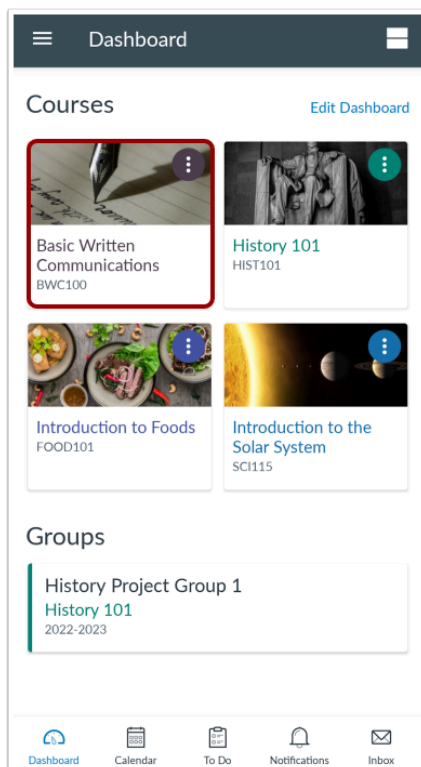 Dashboard
Courses
Edit Dashboard
Basic Written
Communications
BWC100
History 101
HIST101
Introduction to Foods
FOOD101
Introduction to the
Solar System
SCI115
Groups
History Project Group 1
History 101
2022-2023
Dashboard
Calendar
To Do
Notifications
Inbox